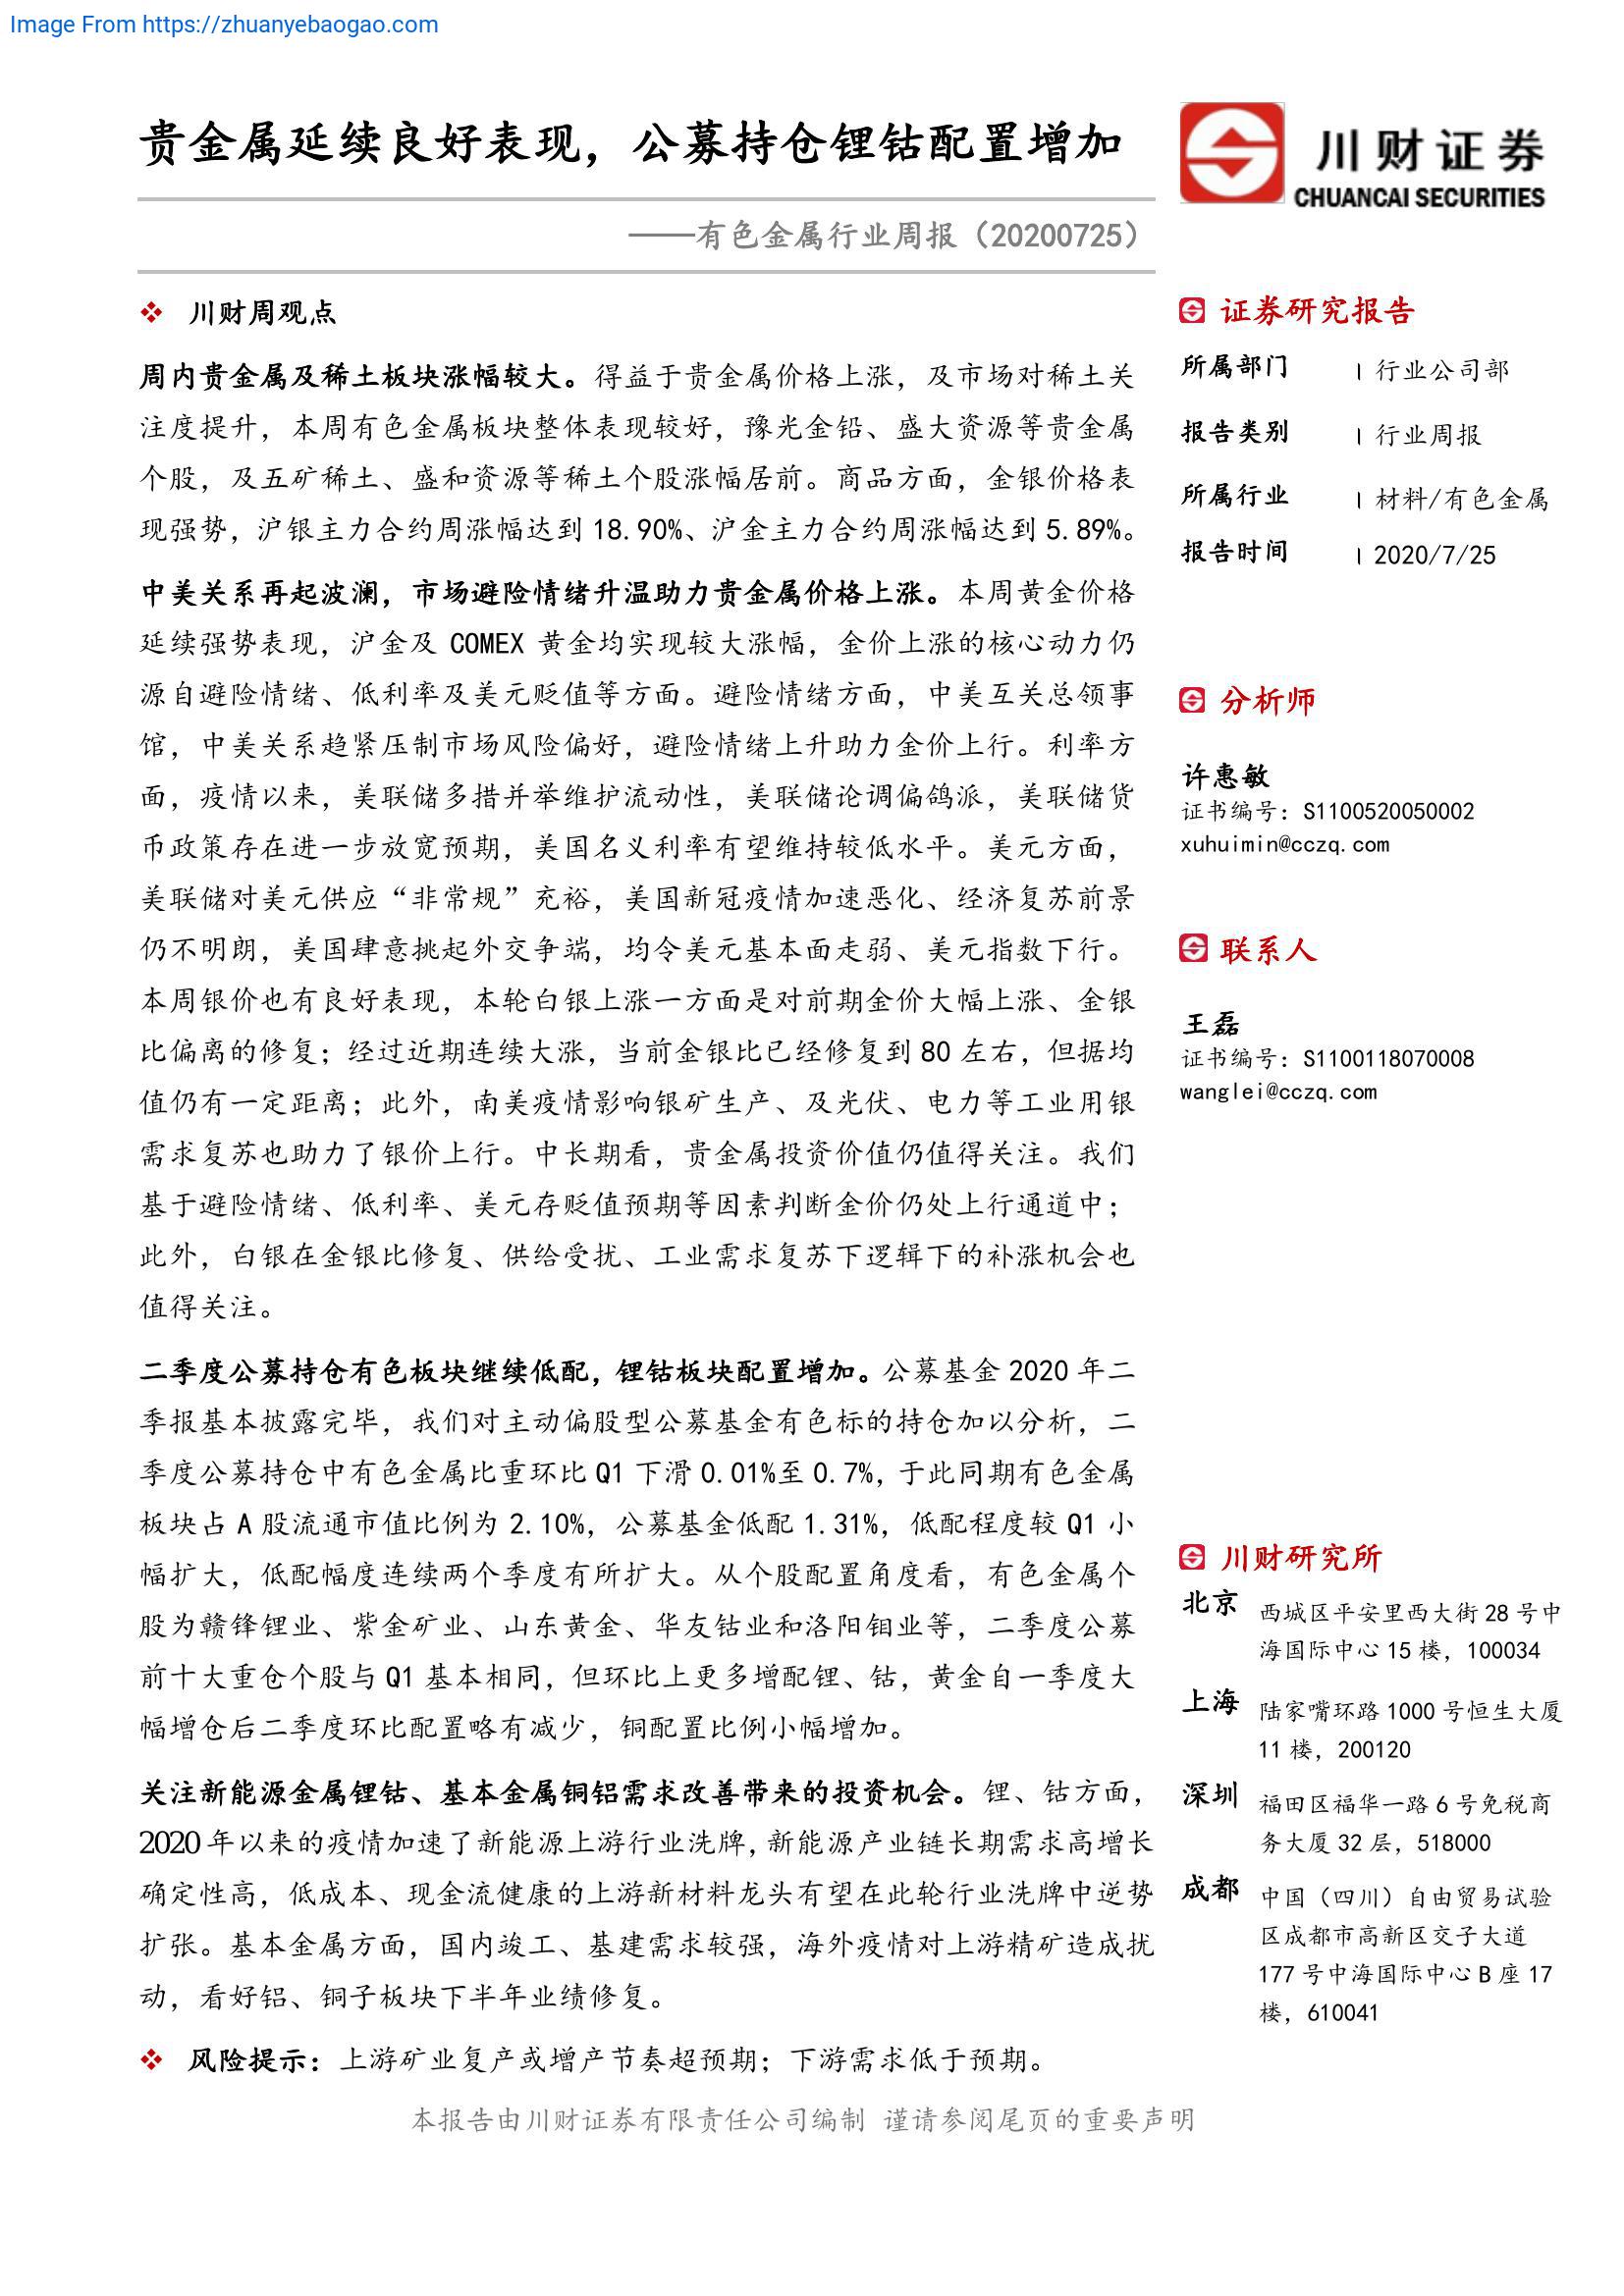 Image From https://zhuanyebaogao.com
贵金属延续良好表现，公募持仓锂钴配置增加
——有色金属行业周报（20200725）
川财证券
CHUANCAI SECURITIES
❖ 川财周观点
周内贵金属及稀土板块涨幅较大。得益于贵金属价格上涨，及市场对稀土关
注度提升，本周有色金属板块整体表现较好，豫光金铅、盛大资源等贵金属
个股，及五矿稀土、盛和资源等稀土个股涨幅居前。商品方面，金银价格表
现强势，沪银主力合约周涨幅达到 18.90%、沪金主力合约周涨幅达到 5.89%。
中美关系再起波澜，市场避险情绪升温助力贵金属价格上涨。本周黄金价格
延续强势表现，沪金及 COMEX 黄金均实现较大涨幅，金价上涨的核心动力仍
源自避险情绪、低利率及美元贬值等方面。避险情绪方面，中美互关总领事
馆，中美关系趋紧压制市场风险偏好，避险情绪上升助力金价上行。利率方
面，疫情以来，美联储多措并举维护流动性，美联储论调偏鸽派，美联储货
币政策存在进一步放宽预期，美国名义利率有望维持较低水平。美元方面，
美联储对美元供应“非常规”充裕，美国新冠疫情加速恶化、经济复苏前景
仍不明朗，美国肆意挑起外交争端，均令美元基本面走弱、美元指数下行。
本周银价也有良好表现，本轮白银上涨一方面是对前期金价大幅上涨、金银
比偏离的修复；经过近期连续大涨，当前金银比已经修复到 80 左右，但据均
值仍有一定距离；此外，南美疫情影响银矿生产、及光伏、电力等工业用银
需求复苏也助力了银价上行。中长期看，贵金属投资价值仍值得关注。我们
基于避险情绪、低利率、美元存贬值预期等因素判断金价仍处上行通道中；
此外，白银在金银比修复、供给受扰、工业需求复苏下逻辑下的补涨机会也
值得关注。
二季度公募持仓有色板块继续低配，锂钴板块配置增加。公募基金 2020 年二
季报基本披露完毕，我们对主动偏股型公募基金有色标的持仓加以分析，二
季度公募持仓中有色金属比重环比 Q1 下滑 0.01%至 0.7%，于此同期有色金属
板块占 A 股流通市值比例为 2.10%，公募基金低配 1.31%，低配程度较 Q1 小
幅扩大，低配幅度连续两个季度有所扩大。从个股配置角度看，有色金属个
股为赣锋锂业、紫金矿业、山东黄金、华友钴业和洛阳钼业等，二季度公募
前十大重仓个股与 Q1 基本相同，但环比上更多增配锂、钴，黄金自一季度大
幅增仓后二季度环比配置略有减少，铜配置比例小幅增加。
关注新能源金属锂钴、基本金属铜铝需求改善带来的投资机会。锂、钴方面，
2020 年以来的疫情加速了新能源上游行业洗牌，新能源产业链长期需求高增长
确定性高，低成本、现金流健康的上游新材料龙头有望在此轮行业洗牌中逆势
扩张。基本金属方面，国内竣工、基建需求较强，海外疫情对上游精矿造成扰
动，看好铝、铜子板块下半年业绩修复。
❖ 风险提示：上游矿业复产或增产节奏超预期；下游需求低于预期。
证券研究报告
所属部门 | 行业公司部
报告类别 | 行业周报
所属行业 | 材料/有色金属
报告时间 | 2020/7/25
分析师
许惠敏
证书编号：S1100520050002
xuhuimin@cczq.com
联系人
王磊
证书编号：S1100118070008
wanglei@cczq.com
川财研究所
北京 西城区平安里西大街 28 号中
海国际中心 15 楼，100034
上海 陆家嘴环路 1000 号恒生大厦
11 楼，200120
深圳 福田区福华一路 6 号免税商
务大厦 32 层，518000
成都 中国（四川）自由贸易试验
区成都市高新区交子大道
177 号中海国际中心 B 座 17
楼，610041
本报告由川财证券有限责任公司编制 谨请参阅尾页的重要声明